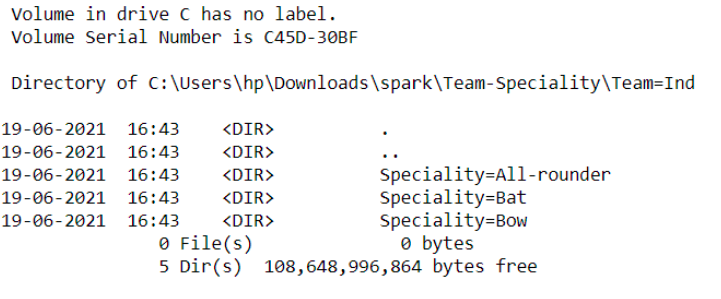 Volume in drive C has no label.
Volume Serial Number is C45D-30BF
Directory of C:\Users\hp\Downloads\spark\Team-Speciality\Team=Ind
19-06-2021  16:43    <DIR>          .
19-06-2021  16:43    <DIR>          ..
19-06-2021  16:43    <DIR>          Speciality=All-rounder
19-06-2021  16:43    <DIR>          Speciality=Bat
19-06-2021  16:43    <DIR>          Speciality=Bow
0 File(s)              0 bytes
5 Dir(s)  108,648,996,864 bytes free